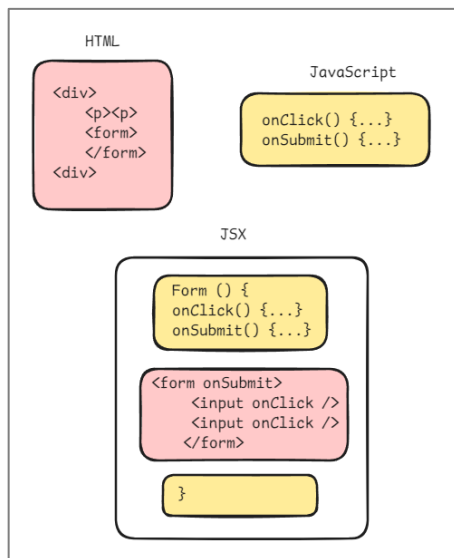 HTML
<div>
<p><p>
<form>
</form>
<div>
JavaScript
onClick() {...}
onSubmit() {...}
JSX
Form () {
onClick() {...}
onSubmit() {...}
<form onSubmit>
<input onClick />
<input onClick />
</form>
}